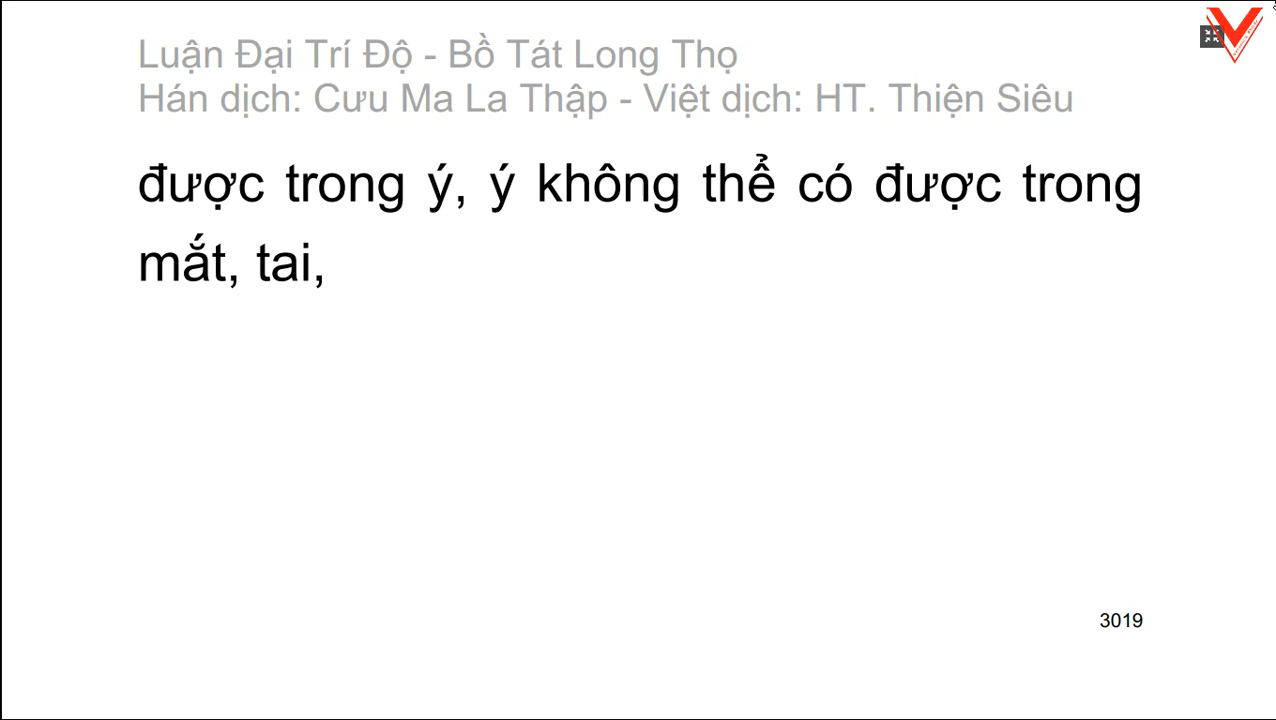 Luận Đại Trí Độ - Bồ Tát Long Thọ
Hán dịch: Cưu Ma La Thập - Việt dịch: HT. Thiện Siêu
được trong ý, ý không thể có được trong
mắt, tai,
3019